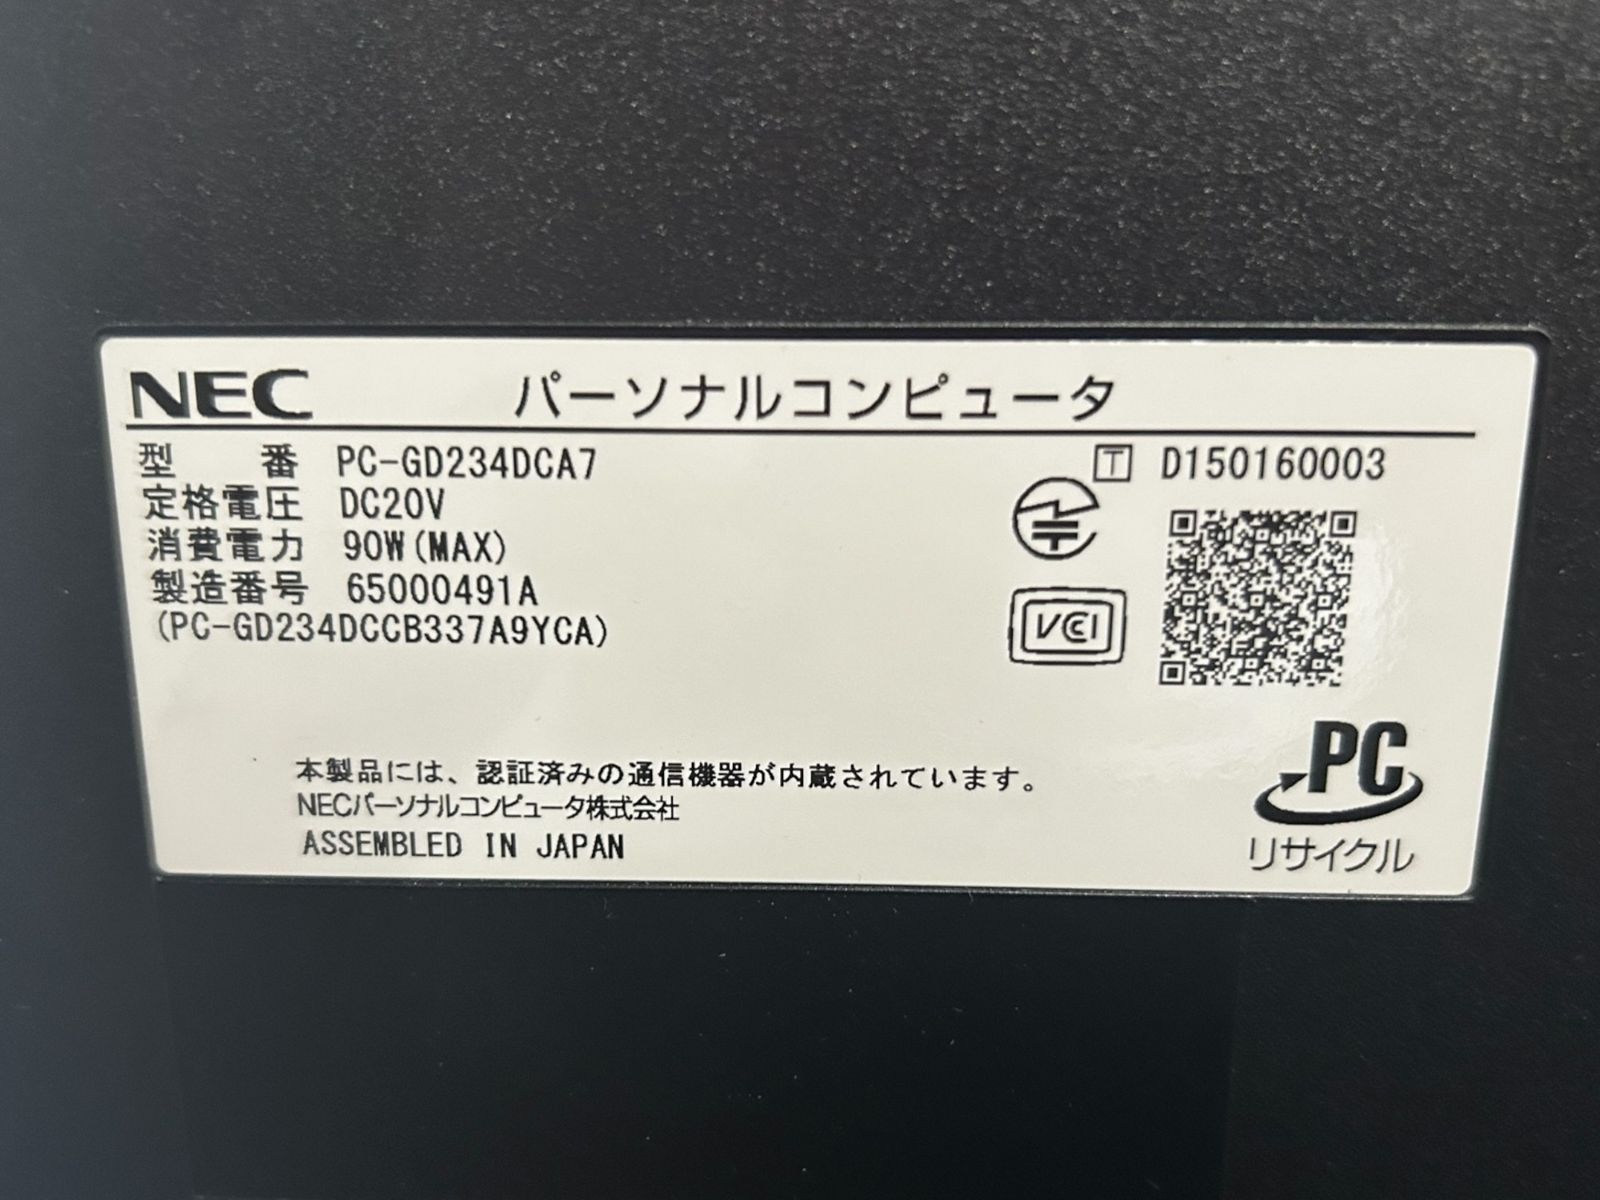 NEC パーソナルコンピュータ
型 番 PC-GD234DCA7
T D150160003
定格電圧 DC20V
消費電力 90W(MAX)
製造番号 65000491A
(PC-GD234DCCB337A9YCA)
VCI
本製品には、認証済みの通信機器が内蔵されています。
NECパーソナルコンピュータ株式会社
ASSEMBLED IN JAPAN
PC
リサイクル